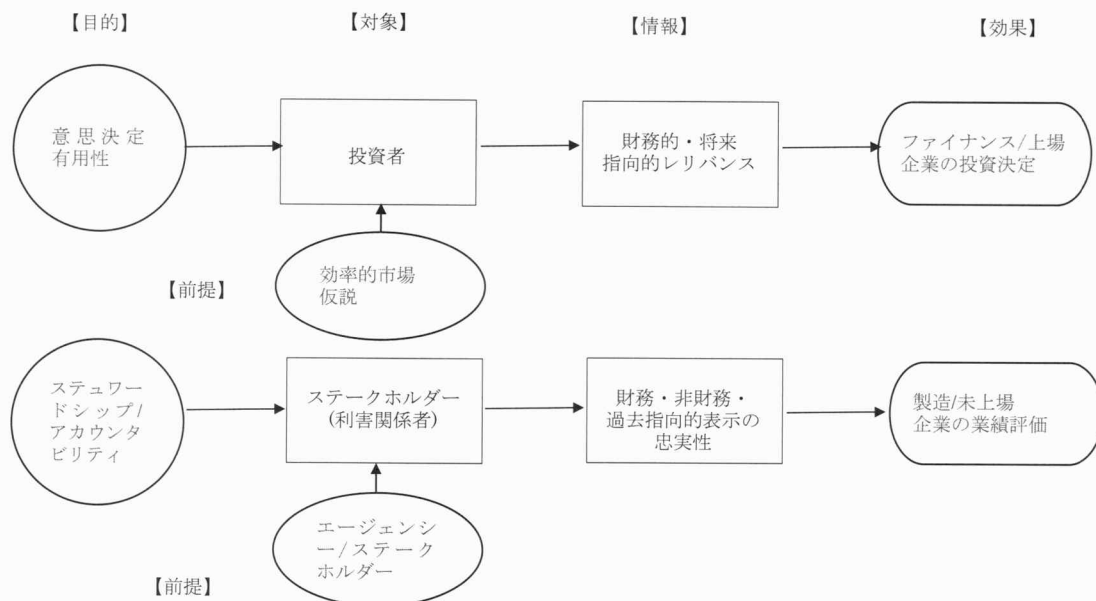 【目的】
【対象】
【情報】
【効果】
意思決定
有用性
投資者
財務的・将来
指向的レリバンス
ファイナンス/上場
企業の投資決定
効率的市場
仮説
【前提】
ステュワー
ドシップ/
アカウンタ
ビリティ
ステークホルダー
(利害関係者)
財務・非財務・
過去指向的表示の
忠実性
製造/未上場
企業の業績評価
エージェンシ
ー/ステーク
ホルダー
【前提】